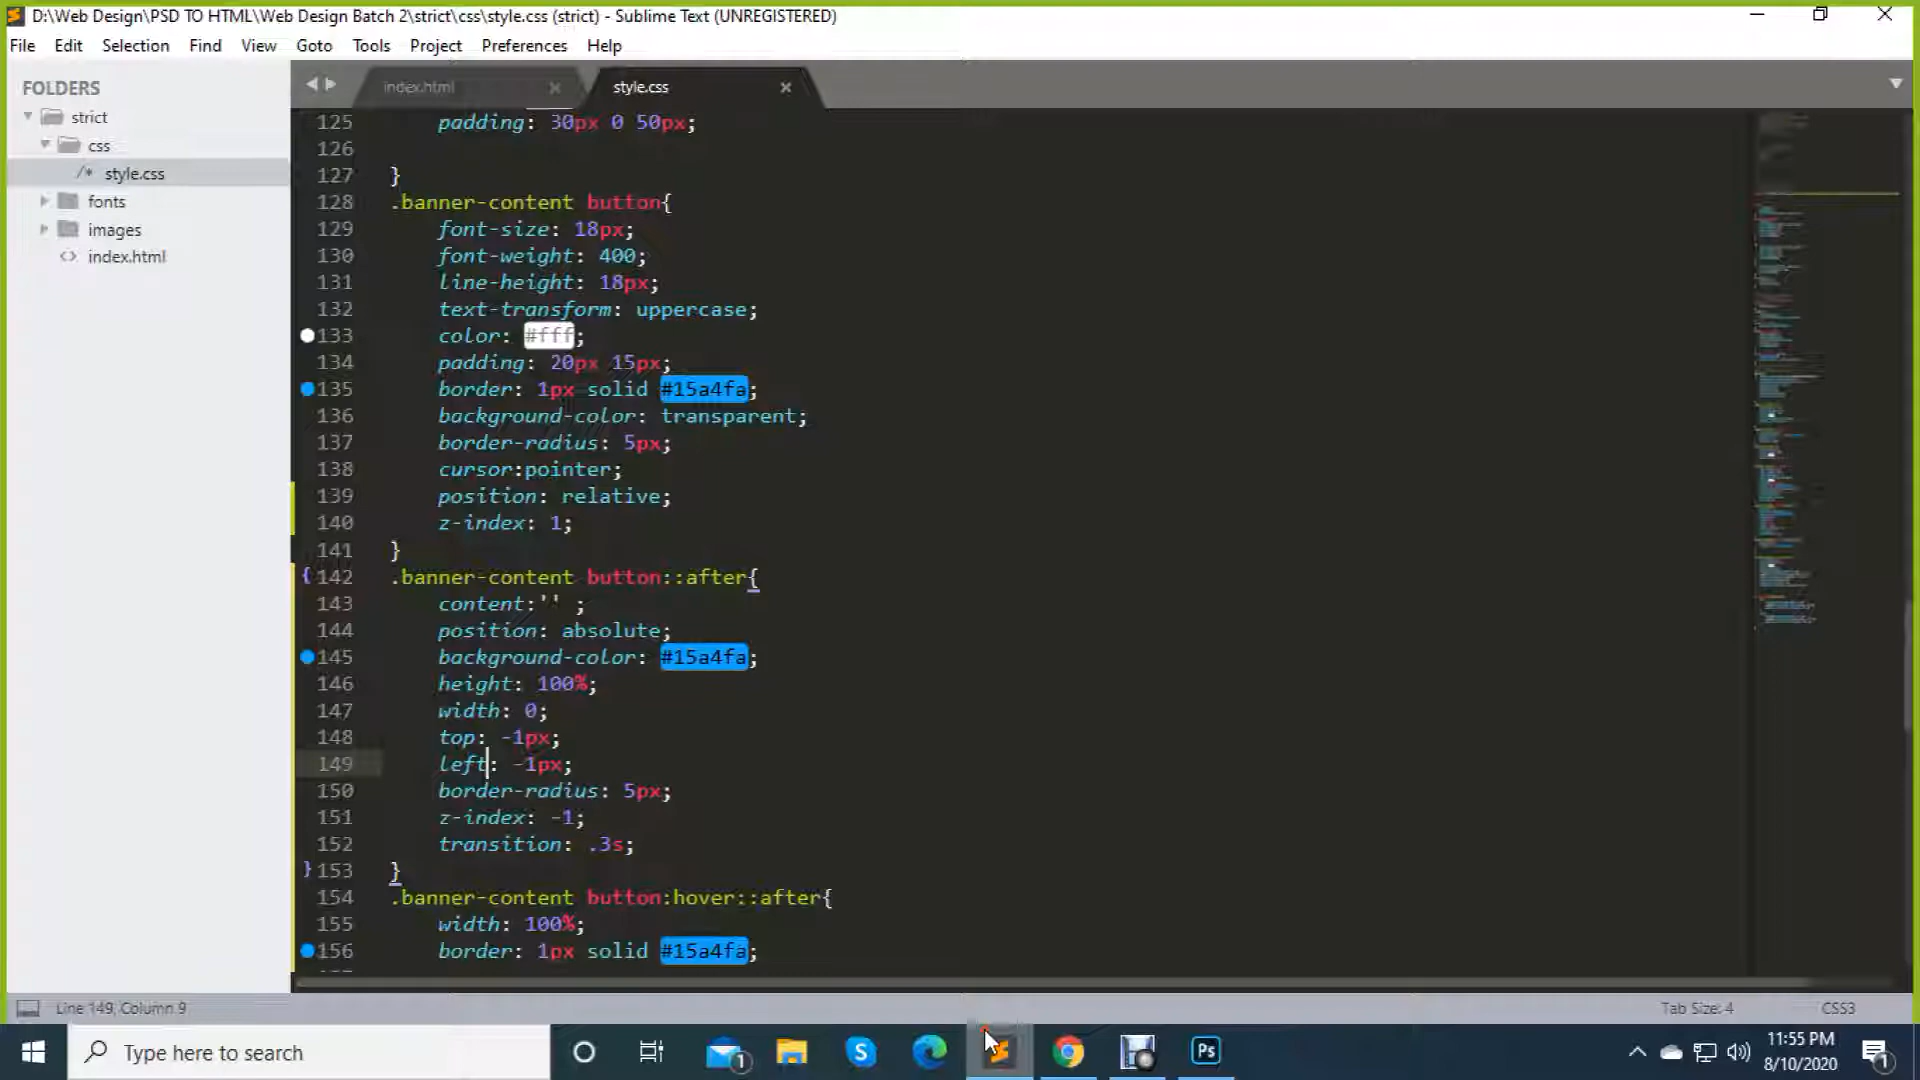 D:\Web Design\PSD TO HTML\Web Design Batch 2\strict\css\style.css (strict) - Sublime Text (UNREGISTERED)
File Edit Selection Find View Goto Tools Project Preferences Help
FOLDERS
strict
css
/* style.css
fonts
images
<> index.html
index.html
style.css
125 padding: 30px 0 50px;
126
127 }
128 .banner-content button{
129 font-size: 18px;
130 font-weight: 400;
131 line-height: 18px;
132 text-transform: uppercase;
133 color: #fff;
134 padding: 20px 15px;
135 border: 1px solid #15a4fa;
136 background-color: transparent;
137 border-radius: 5px;
138 cursor:pointer;
139 position: relative;
140 z-index: 1;
141 }
142 .banner-content button::after{
143 content:'' ;
144 position: absolute;
145 background-color: #15a4fa;
146 height: 100%;
147 width: 0;
148 top: -1px;
149 left: -1px;
150 border-radius: 5px;
151 z-index: -1;
152 transition: .3s;
153 }
154 .banner-content button:hover::after{
155 width: 100%;
156 border: 1px solid #15a4fa;
Line 149, Column 9
Tab Size: 4
CSS3
Type here to search
1
Ps
11:55 PM
8/10/2020
1